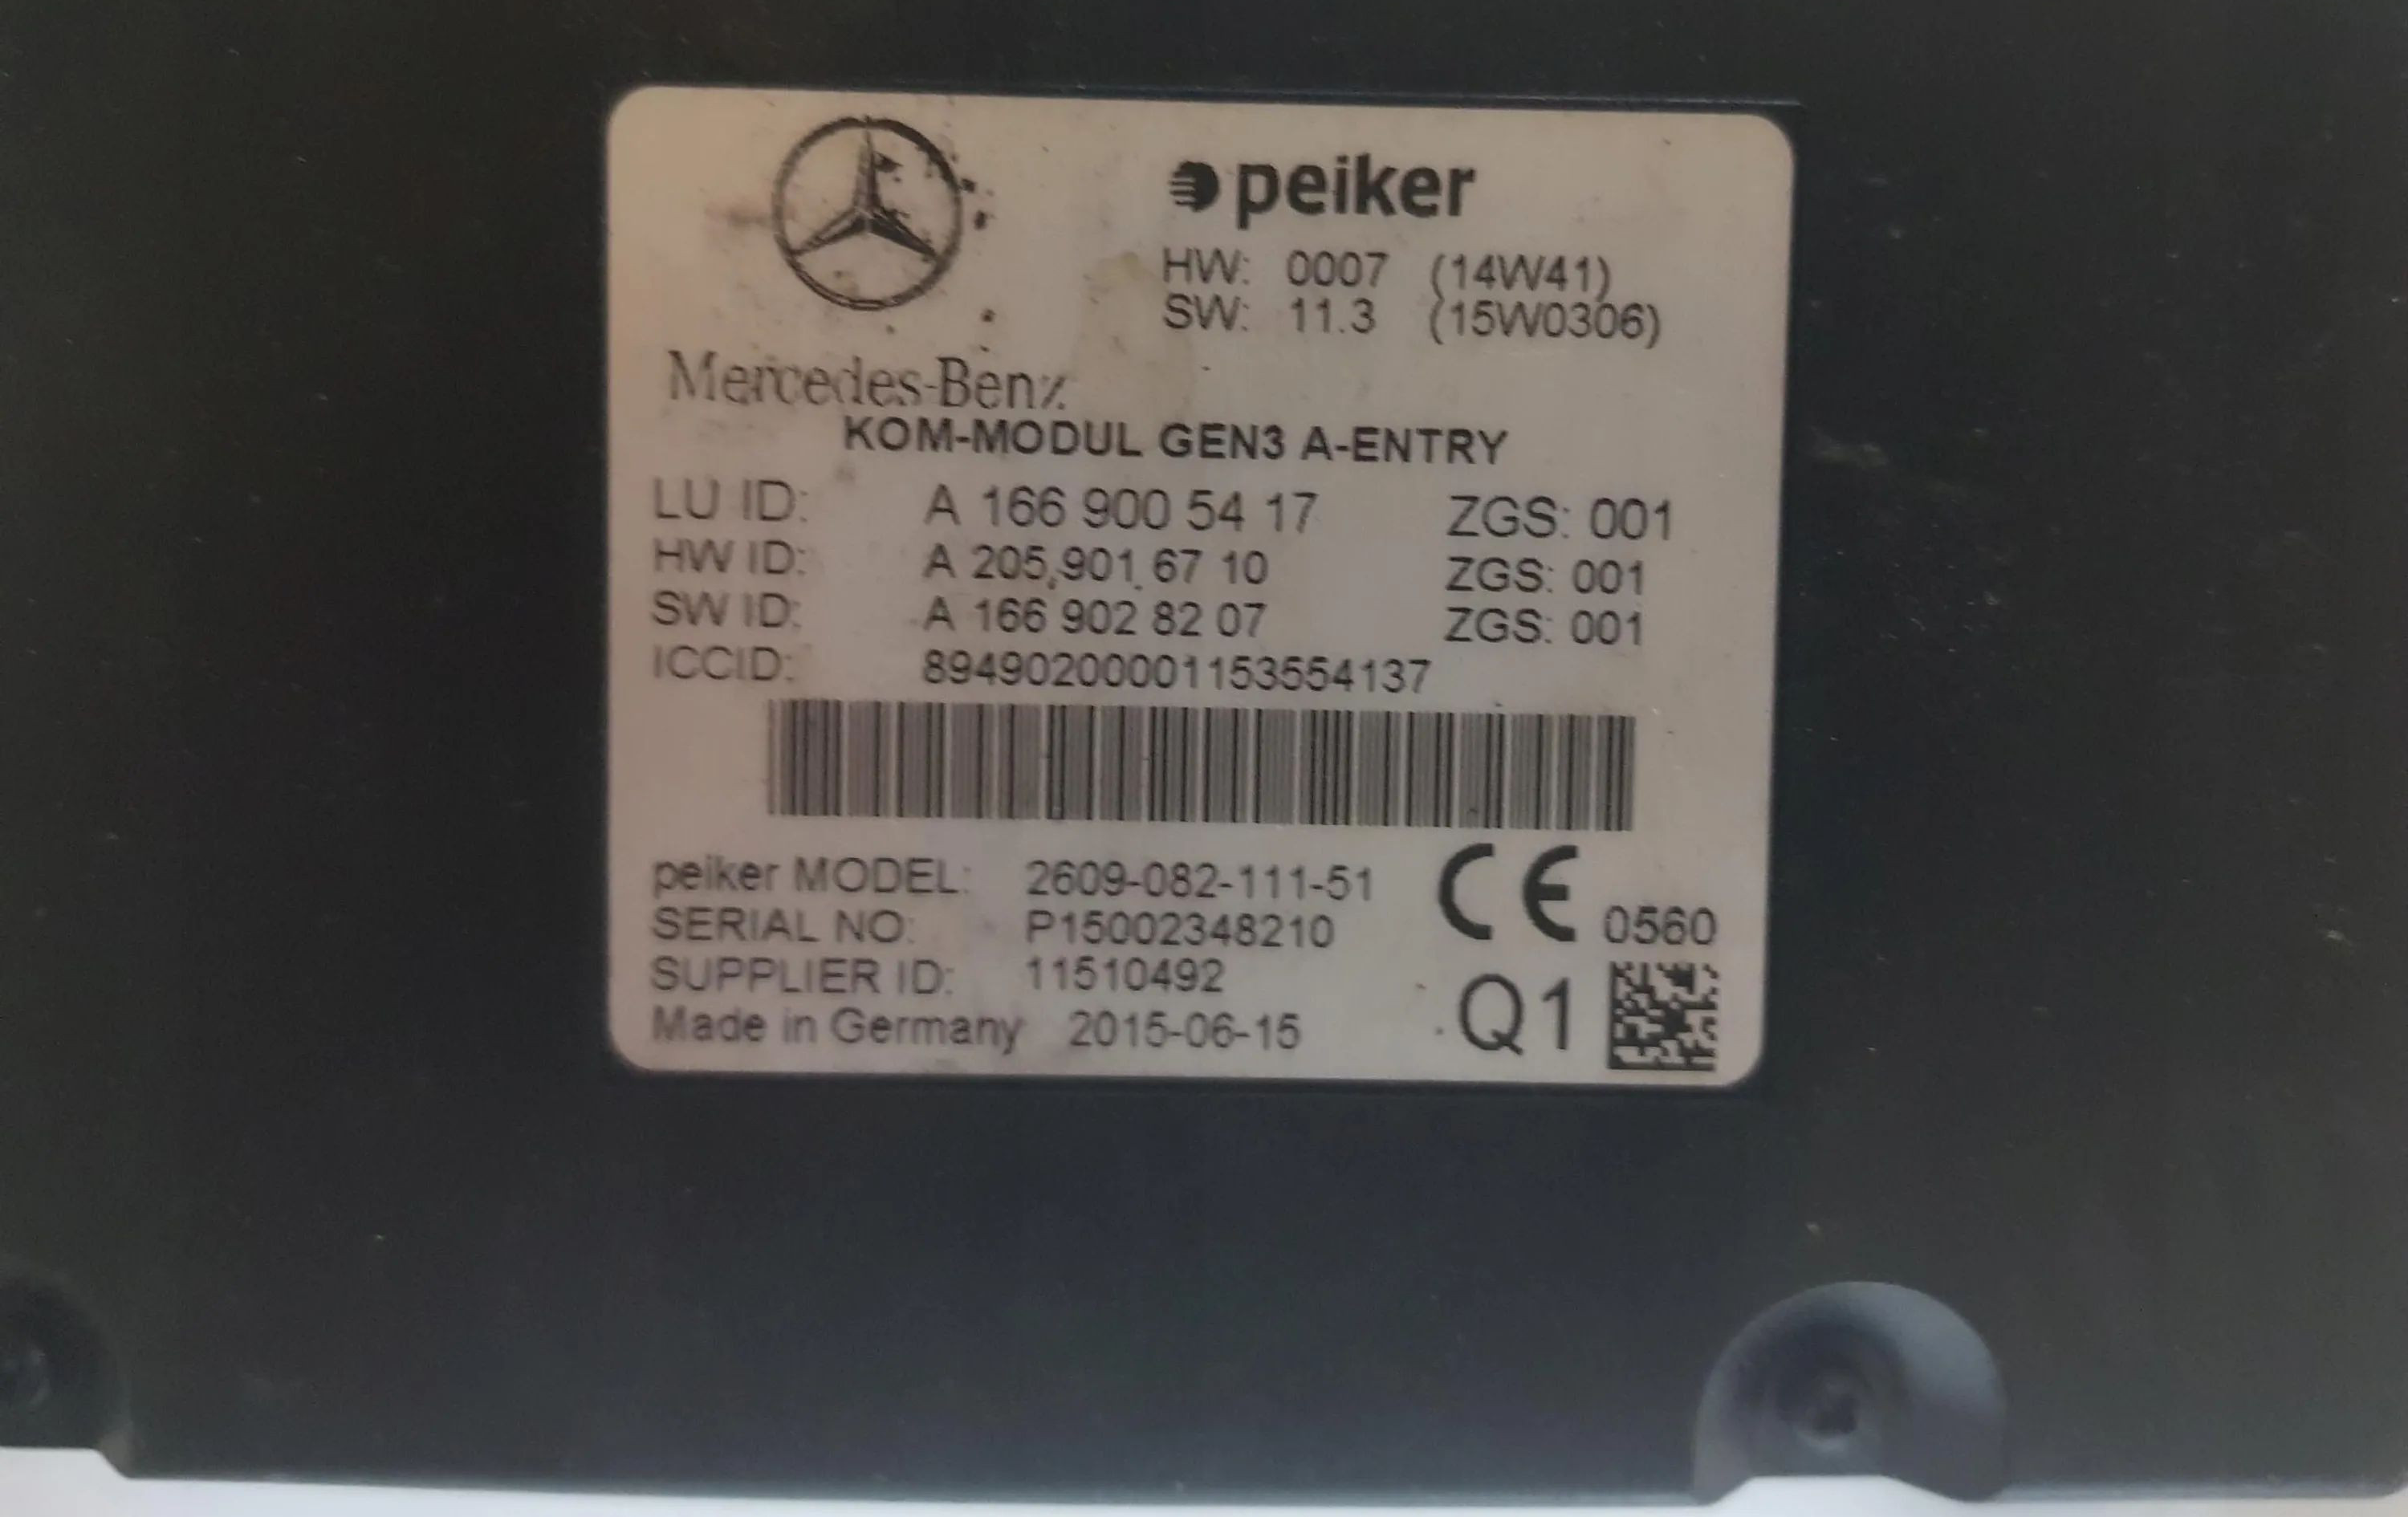 peiker
HW: 0007 (14W41)
SW: 11.3 (15W0306)
Mercedes-Benz
KOM-MODUL GEN3 A-ENTRY
LU ID: A 166 900 54 17 ZGS: 001
HW ID: A 205 901 67 10 ZGS: 001
SW ID: A 166 902 82 07 ZGS: 001
ICCID: 89490200001153554137
peiker MODEL: 2609-082-111-51
CE 0560
SERIAL NO: P15002348210
SUPPLIER ID: 11510492
Made in Germany 2015-06-15
Q1